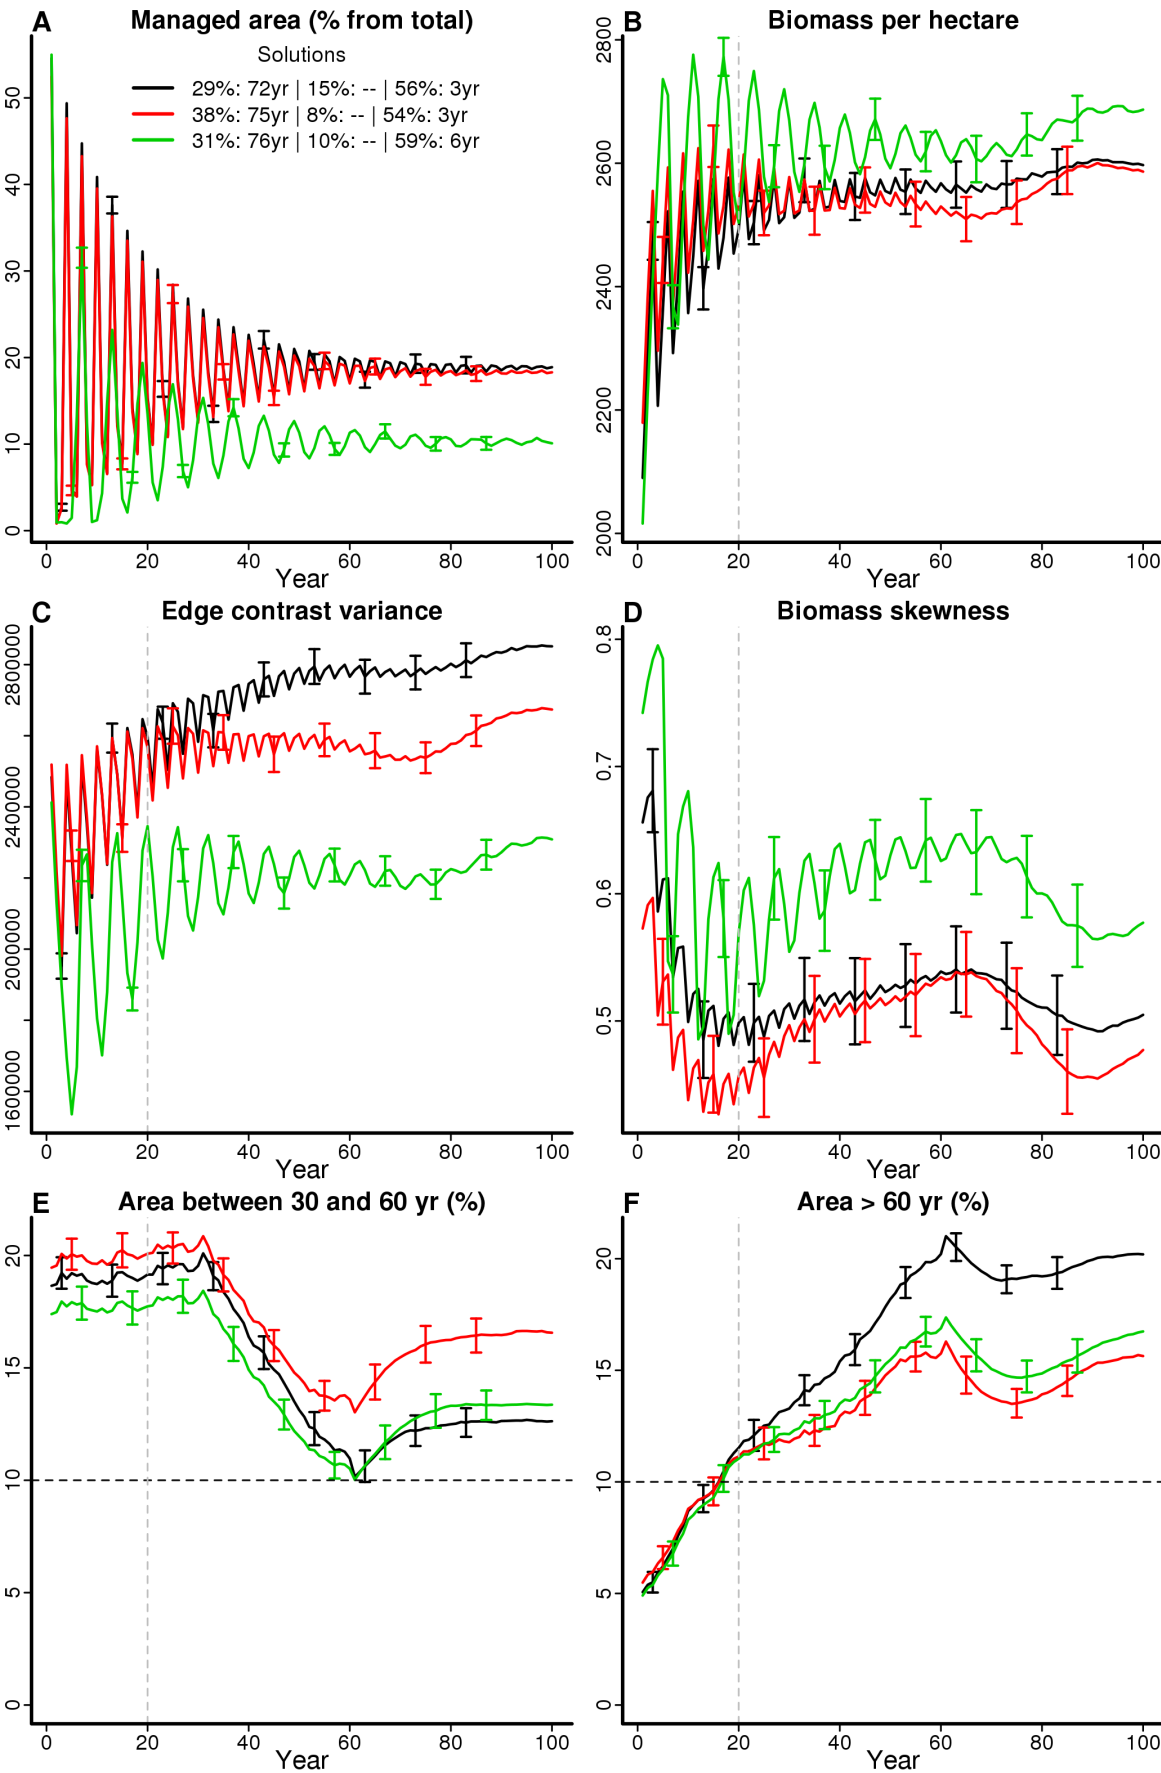 A Managed area (% from total)
Solutions
29%: 72yr | 15%: -- | 56%: 3yr
38%: 75yr | 8%: -- | 54%: 3yr
31%: 76yr | 10%: -- | 59%: 6yr
50
40
30
20
10
0
0 20 40 60 80 100
Year
B Biomass per hectare
2800
2600
2400
2200
2000
0 20 40 60 80 100
Year
C Edge contrast variance
2800000
2400000
2000000
1600000
0 20 40 60 80 100
Year
D Biomass skewness
0.8
0.7
0.6
0.5
0 20 40 60 80 100
Year
E Area between 30 and 60 yr (%)
20
15
10
5
0
0 20 40 60 80 100
Year
F Area > 60 yr (%)
20
15
10
5
0
0 20 40 60 80 100
Year